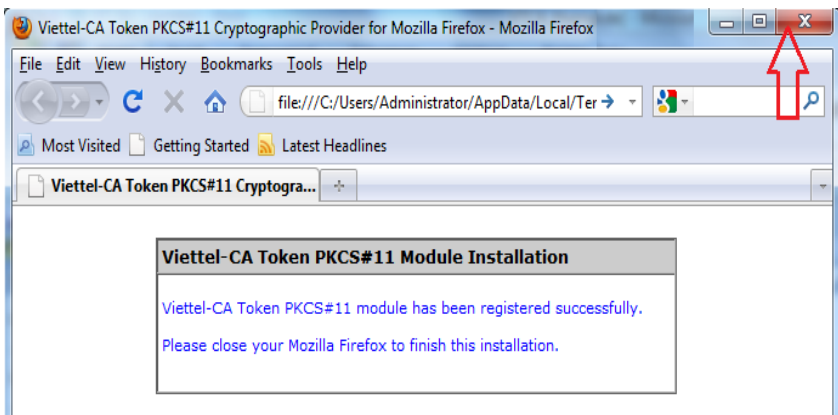 Viettel-CA Token PKCS#11 Cryptographic Provider for Mozilla Firefox - Mozilla Firefox
File Edit View History Bookmarks Tools Help
file:///C:/Users/Administrator/AppData/Local/Ter
Most Visited Getting Started Latest Headlines
Viettel-CA Token PKCS#11 Cryptogra...
Viettel-CA Token PKCS#11 Module Installation
Viettel-CA Token PKCS#11 module has been registered successfully.
Please close your Mozilla Firefox to finish this installation.